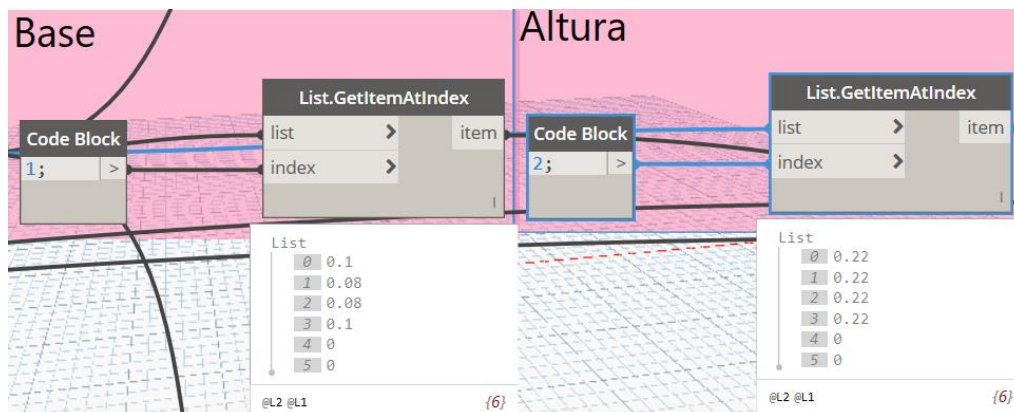 Base
Code Block
1; >
List.GetItemAtIndex
list > item
index >
l
List
0 0.1
1 0.08
2 0.08
3 0.1
4 0
5 0
@L2 @L1 {6}
Altura
Code Block
2; >
List.GetItemAtIndex
list > item
index >
l
List
0 0.22
1 0.22
2 0.22
3 0.22
4 0
5 0
@L2 @L1 {6}